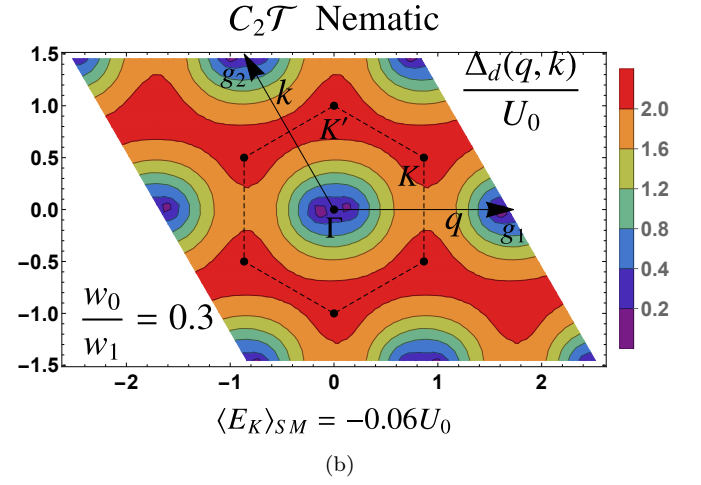 C₂𝒯 Nematic
Δ_d(q, k)
U₀
1.5
1.0
0.5
0.0
−0.5
−1.0
−1.5
g₂
k
K′
K
Γ
q
g₁
w₀
w₁
= 0.3
−2
−1
0
1
2
2.0
1.6
1.2
0.8
0.4
0.2
⟨E_K⟩_SM = −0.06U₀
(b)